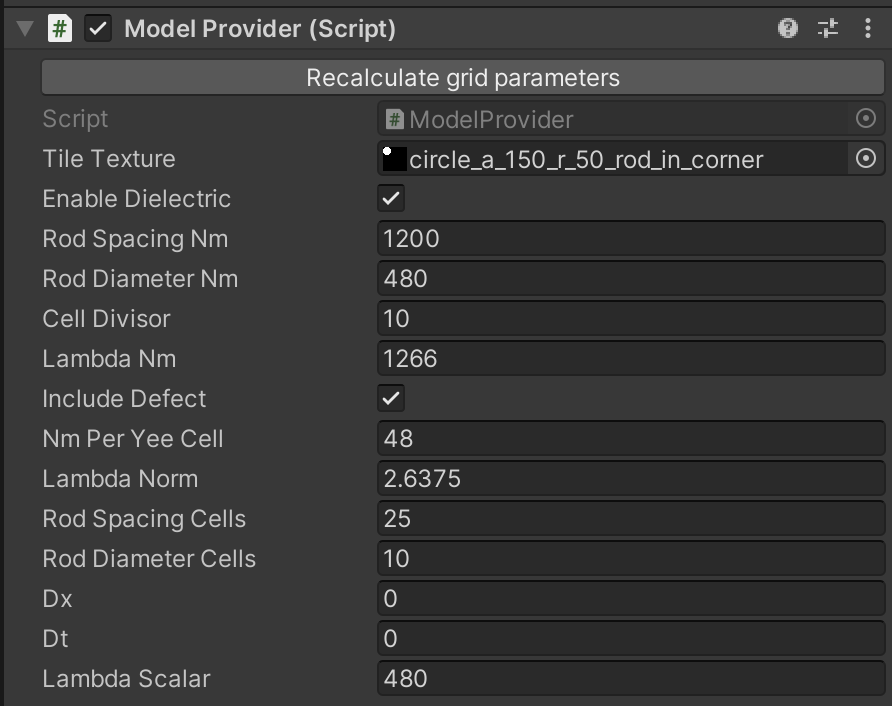 # Model Provider (Script)
Recalculate grid parameters
Script # ModelProvider
Tile Texture circle_a_150_r_50_rod_in_corner
Enable Dielectric
Rod Spacing Nm 1200
Rod Diameter Nm 480
Cell Divisor 10
Lambda Nm 1266
Include Defect
Nm Per Yee Cell 48
Lambda Norm 2.6375
Rod Spacing Cells 25
Rod Diameter Cells 10
Dx 0
Dt 0
Lambda Scalar 480